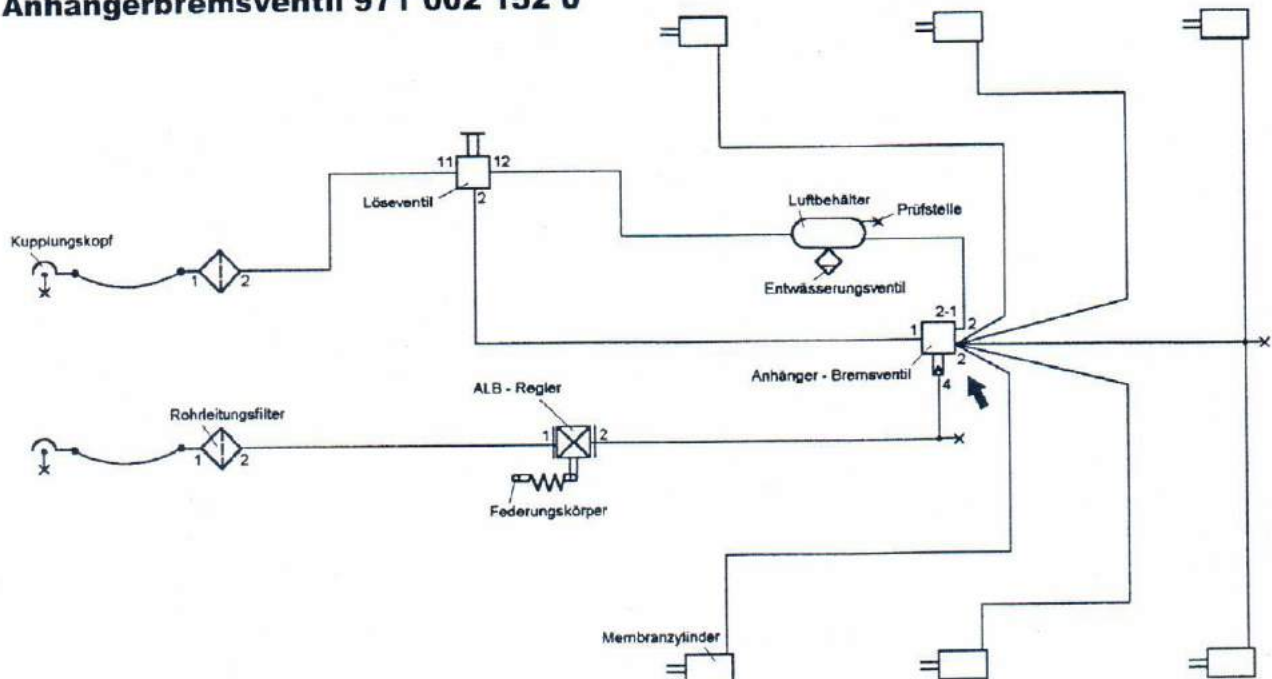 Anhängerbremsventil 971 002 152 0
11 12
Löseventil
2
Luftbehälter
Prüfstelle
Kupplungskopf
1 2
Entwässerungsventil
2-1
1 2
2
Anhänger - Bremsventil
4
ALB - Regler
Rohrleitungsfilter
1 2
1 2
Federungskörper
Membranzylinder